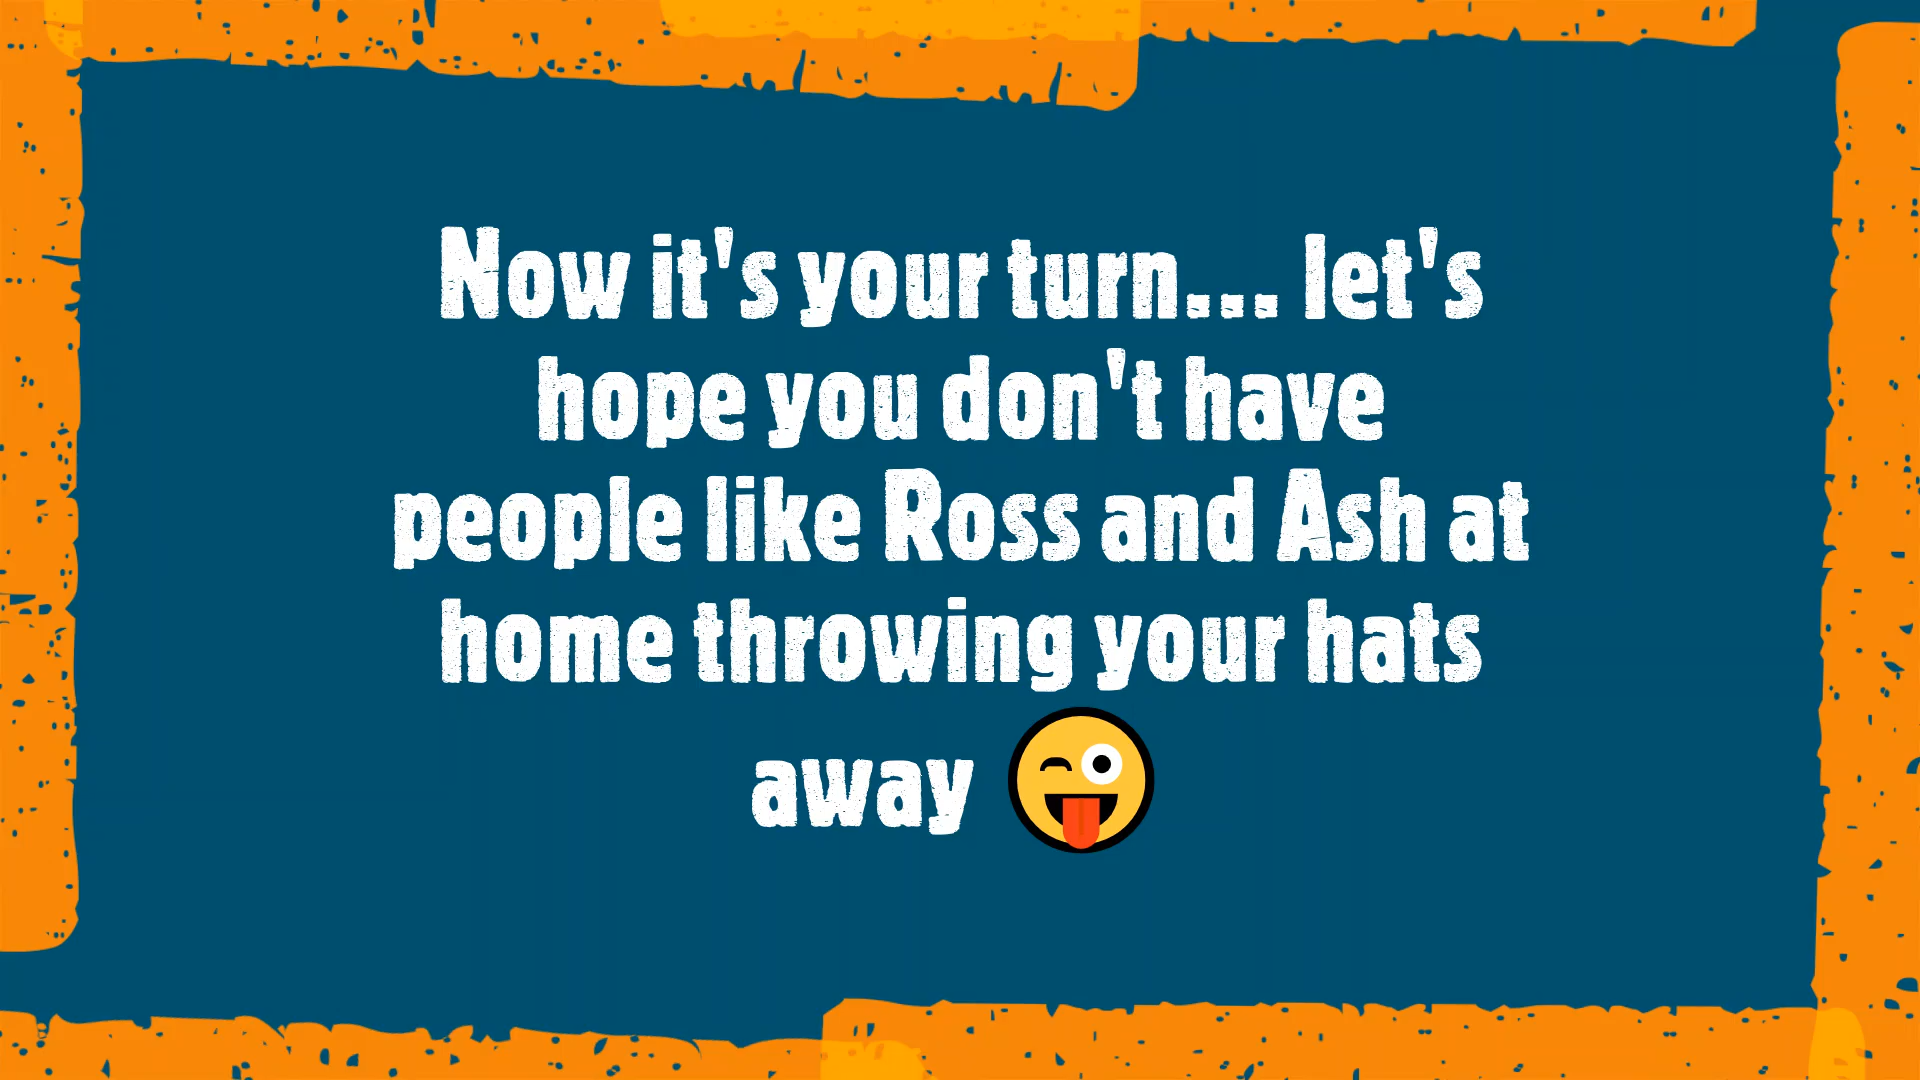 Now it's your turn... let's
hope you don't have
people like Ross and Ash at
home throwing your hats
away 😜